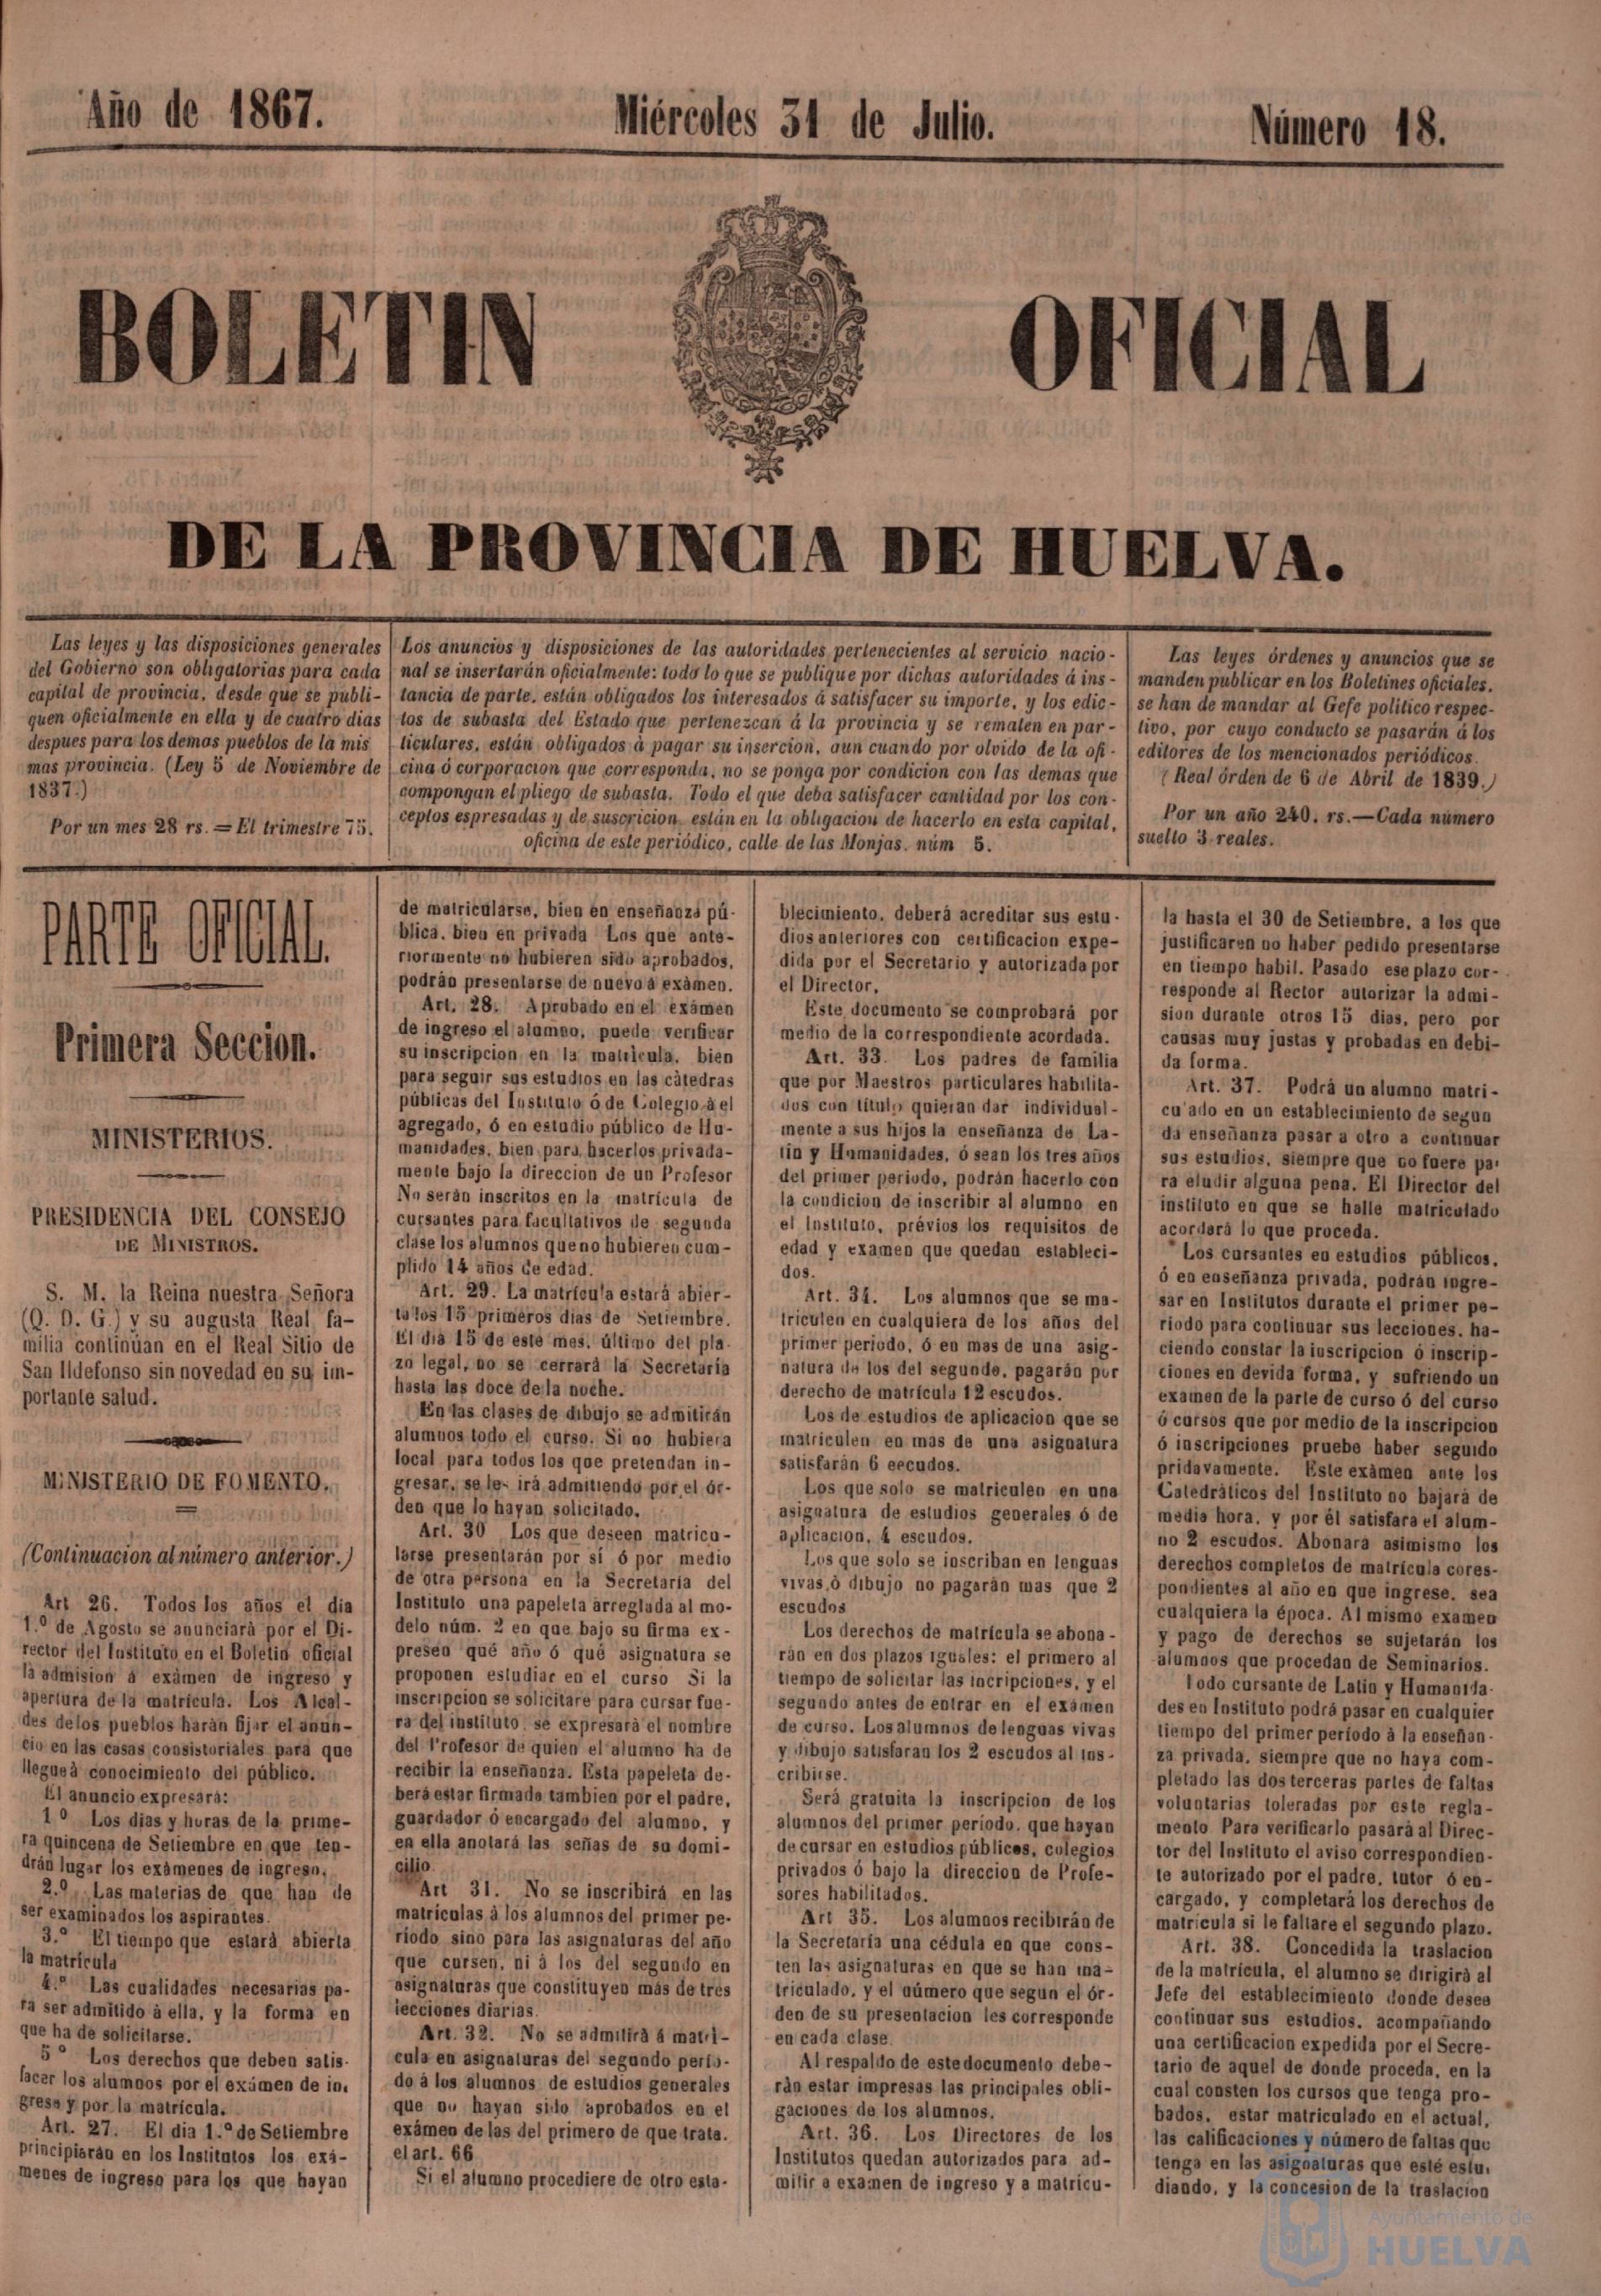 Año de 1867.
Miércoles 31 de Julio.
Número 18.
BOLETIN OFICIAL
DE LA PROVINCIA DE HUELVA.
Las leyes y las disposiciones generales
del Gobierno son obligatorias para cada
capital de provincia, desde que se publi-
quen oficialmente en ella y de cuatro dias
despues para los demas pueblos de la mis
mas provincia. (Ley 5 de Noviembre de
1837.)
Por un mes 28 rs. = El trimestre 75.
Los anuncios y disposiciones de las autoridades pertenecientes al servicio nacio-
nal se insertarán oficialmente: todo lo que se publique por dichas autoridades á ins-
tancia de parte, están obligados los interesados á satisfacer su importe, y los edic-
tos de subasta del Estado que pertenezcan á la provincia y se rematen en par-
ticulares, están obligados á pagar su insercion, aun cuando por olvido de la ofi-
cina ó corporacion que corresponda, no se ponga por condicion con las demas que
compongan el pliego de subasta. Todo el que deba satisfacer cantidad por los con-
ceptos espresadas y de suscricion, están en la obligacion de hacerlo en esta capital,
oficina de este periódico, calle de las Monjas. núm 5.
Las leyes órdenes y anuncios que se
manden publicar en los Boletines oficiales.
se han de mandar al Gefe politico respec-
tivo, por cuyo conducto se pasarán á los
editores de los mencionados periódicos.
(Real órden de 6 de Abril de 1839.)
Por un año 240. rs.—Cada número
suelto 3 reales.
PARTE OFICIAL.
Primera Seccion.
MINISTERIOS.
PRESIDENCIA DEL CONSEJO
DE MINISTROS.
S. M. la Reina nuestra Señora
(Q. D. G.) y su augusta Real fa-
milia continúan en el Real Sitio de
San Ildefonso sin novedad en su im-
portante salud.
MINISTERIO DE FOMENTO.
(Continuacion al número anterior.)
Art 26. Todos los años el dia
1.º de Agosto se anunciará por el Di-
rector del Instituto en el Boletin oficial
la admision á exámen de ingreso y
apertura de la matrícula. Los Alcal-
des delos pueblos harán fijar el anun-
cio en las casas consistoriales para que
llegueà conocimiento del público.
El anuncio expresará:
1º Los dias y horas de la prime-
ra quincena de Setiembre en que ten-
drán lugar los exámenes de ingreso.
2.º Las materias de que han de
ser examinados los aspirantes.
3.º El tiempo que estará abierta
la matrícula
4.º Las cualidades necesarias pa-
ra ser admitido á ella, y la forma en
que ha de solicitarse.
5º Los derechos que deben satis-
facer los alumnos por el exámen de in-
greso y por la matrícula.
Art. 27. El dia 1.º de Setiembre
principiarán en los Institutos los exá-
menes de ingreso para los que hayan
de matricularse, bien en enseñanza pú-
blica, bien en privada Los que ante-
riormente no hubieren sido aprobados,
podrán presentarse de nuevo á exàmen.
Art. 28. Aprobado en el exámen
de ingreso el alumno, puede verificar
su inscripcion en la matrìcula, bien
para seguir sus estudios en las càtedras
públicas del Instituto ó de Colegio à el
agregado, ó en estudio público de Hu-
manidades, bien para hacerlos privada-
mente bajo la direccion de un Profesor
No serán inscritos en la matrícula de
cursantes para facultativos de segunda
clase los alumnos que no hubieren cum-
plido 14 años de edad.
Art. 29. La matrícula estará abier-
ta los 15 primeros dias de Setiembre.
El dia 15 de este mes, último del pla-
zo legal, no se cerrará la Secretaría
hasta las doce de la noche.
En las clases de dibujo se admitirán
alumnos todo el curso. Si no hubiera
local para todos los que pretendan in-
gresar, se les irá admitiendo por el ór-
den que lo hayan solicitado.
Art. 30 Los que deseen matricu-
larse presentarán por sí ó por medio
de otra persona en la Secretaría del
Instituto una papeleta arreglada al mo-
delo núm. 2 en que bajo su firma ex-
presen qué año ó qué asignatura se
proponen estudiar en el curso Si la
inscripcion se solicitare para cursar fue-
ra del instituto, se expresarà el nombre
del Profesor de quien el alumno ha de
recibir la enseñanza. Esta papeleta de-
berá estar firmada tambien por el padre,
guardador ó encargado del alumno, y
en ella anotará las señas de su domi-
cilio.
Art 31. No se inscribirá en las
matrículas à los alumnos del primer pe-
ríodo sino para las asignaturas del año
que cursen, ni á los del segundo en
asignaturas que constituyen más de tres
lecciones diarias.
Art. 32. No se admitirà á matrì-
cula en asignaturas del segundo perío-
do á los alumnos de estudios generales
que no hayan sido aprobados en el
exámen de las del primero de que trata.
el art. 66
Si el alumno procediere de otro esta-
blecimiento, deberá acreditar sus estu-
dios anteriores con certificacion expe-
dida por el Secretario y autorizada por
el Director,
Este documento se comprobará por
medio de la correspondiente acordada.
Art. 33. Los padres de familia
que por Maestros particulares habilita-
dos con título quieran dar individual-
mente a sus hijos la enseñanza de La-
tin y Humanidades, ó sean los tres años
del primer periodo, podrán hacerlo con
la condicion de inscribir al alumno en
el Instituto, prévios los requisitos de
edad y examen que quedan estableci-
dos.
Art. 34. Los alumnos que se ma-
triculen en cualquiera de los años del
primer periodo, ó en mas de una asig-
natura de los del segundo, pagarán por
derecho de matrícula 12 escudos.
Los de estudios de aplicacion que se
matriculen en mas de una asignatura
satisfarán 6 eecudos.
Los que solo se matriculen en una
asignatura de estudios generales ó de
aplicacion, 4 escudos.
Los que solo se inscriban en lenguas
vivas ò dibujo no pagarán mas que 2
escudos
Los derechos de matrícula se abona-
rán en dos plazos iguales: el primero al
tiempo de solicitar las incripciones, y el
segundo antes de entrar en el exámen
de curso. Los alumnos de lenguas vivas
y dibujo satisfaran los 2 escudos al ins-
cribirse.
Será gratuita la inscripcion de los
alumnos del primer período, que hayan
de cursar en estudios públicos, colegios
privados ó bajo la direccion de Profe-
sores habilitados.
Art 35. Los alumnos recibirán de
la Secretaría una cédula en que cons-
ten las asignaturas en que se han ma-
triculado, y el número que segun el ór-
den de su presentacion les corresponde
en cada clase
Al respaldo de este documento debe-
rán estar impresas las principales obli-
gaciones de los alumnos.
Art. 36. Los Directores de los
Institutos quedan autorizados para ad-
mitir a examen de ingreso y a matrícu-
la hasta el 30 de Setiembre, a los que
justificaren no haber pedido presentarse
en tiempo habil. Pasado ese plazo cor-
responde al Rector autorizar la admi-
sion durante otros 15 dias, pero por
causas muy justas y probadas en debi-
da forma.
Art. 37. Podrá un alumno matri-
culado en un establecimiento de segun
da enseñanza pasar a otro a continuar
sus estudios, siempre que no fuere pa-
ra eludir alguna pena. El Director del
instituto en que se halle matriculado
acordará lo que proceda.
Los cursantes en estudios públicos,
ó en enseñanza privada, podrán ingre-
sar en Institutos durante el primer pe-
riodo para continuar sus lecciones, ha-
ciendo constar la inscripcion ó inscrip-
ciones en devida forma, y sufriendo un
examen de la parte de curso ó del curso
ó cursos que por medio de la inscripcion
ó inscripciones pruebe haber seguido
pridavamente. Este exàmen ante los
Catedráticos del Instituto no bajará de
media hora, y por él satisfara el alum-
no 2 escudos. Abonará asimismo los
derechos completos de matrícula cores-
pondientes al año en que ingrese, sea
cualquiera la época. Al mismo examen
y pago de derechos se sujetarán los
alumnos que procedan de Seminarios.
Todo cursante de Latin y Humanida-
des en Instituto podrá pasar en cualquier
tiempo del primer período à la enseñan-
za privada, siempre que no haya com-
pletado las dos terceras partes de faltas
voluntarias toleradas por este regla-
mento Para verificarlo pasará al Direc-
tor del Instituto el aviso correspondien-
te autorizado por el padre, tutor ó en-
cargado, y completará los derechos de
matricula si le faltare el segundo plazo.
Art. 38. Concedida la traslacion
de la matrícula, el alumno se dirigirà al
Jefe del establecimiento donde desee
continuar sus estudios, acompañando
una certificacion expedida por el Secre-
tario de aquel de donde proceda, en la
cual consten los cursos que tenga pro-
bados, estar matriculado en el actual,
las calificaciones y número de faltas que
tenga en las asignaturas que esté estu-
diando, y la concesion de la traslacion
Ayuntamiento de
HUELVA